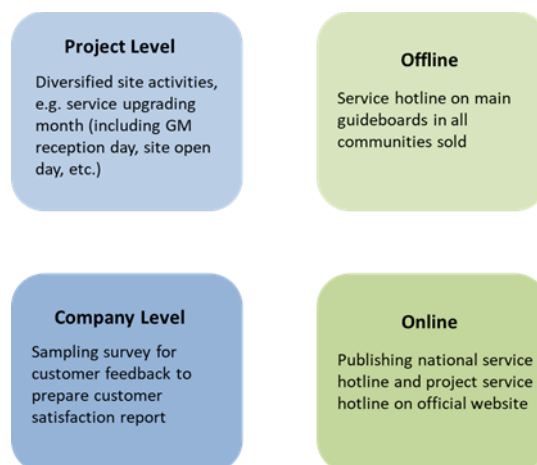 Project Level
Diversified site activities,
e.g. service upgrading
month (including GM
reception day, site open
day, etc.)
Offline
Service hotline on main
guideboards in all
communities sold
Company Level
Sampling survey for
customer feedback to
prepare customer
satisfaction report
Online
Publishing national service
hotline and project service
hotline on official website